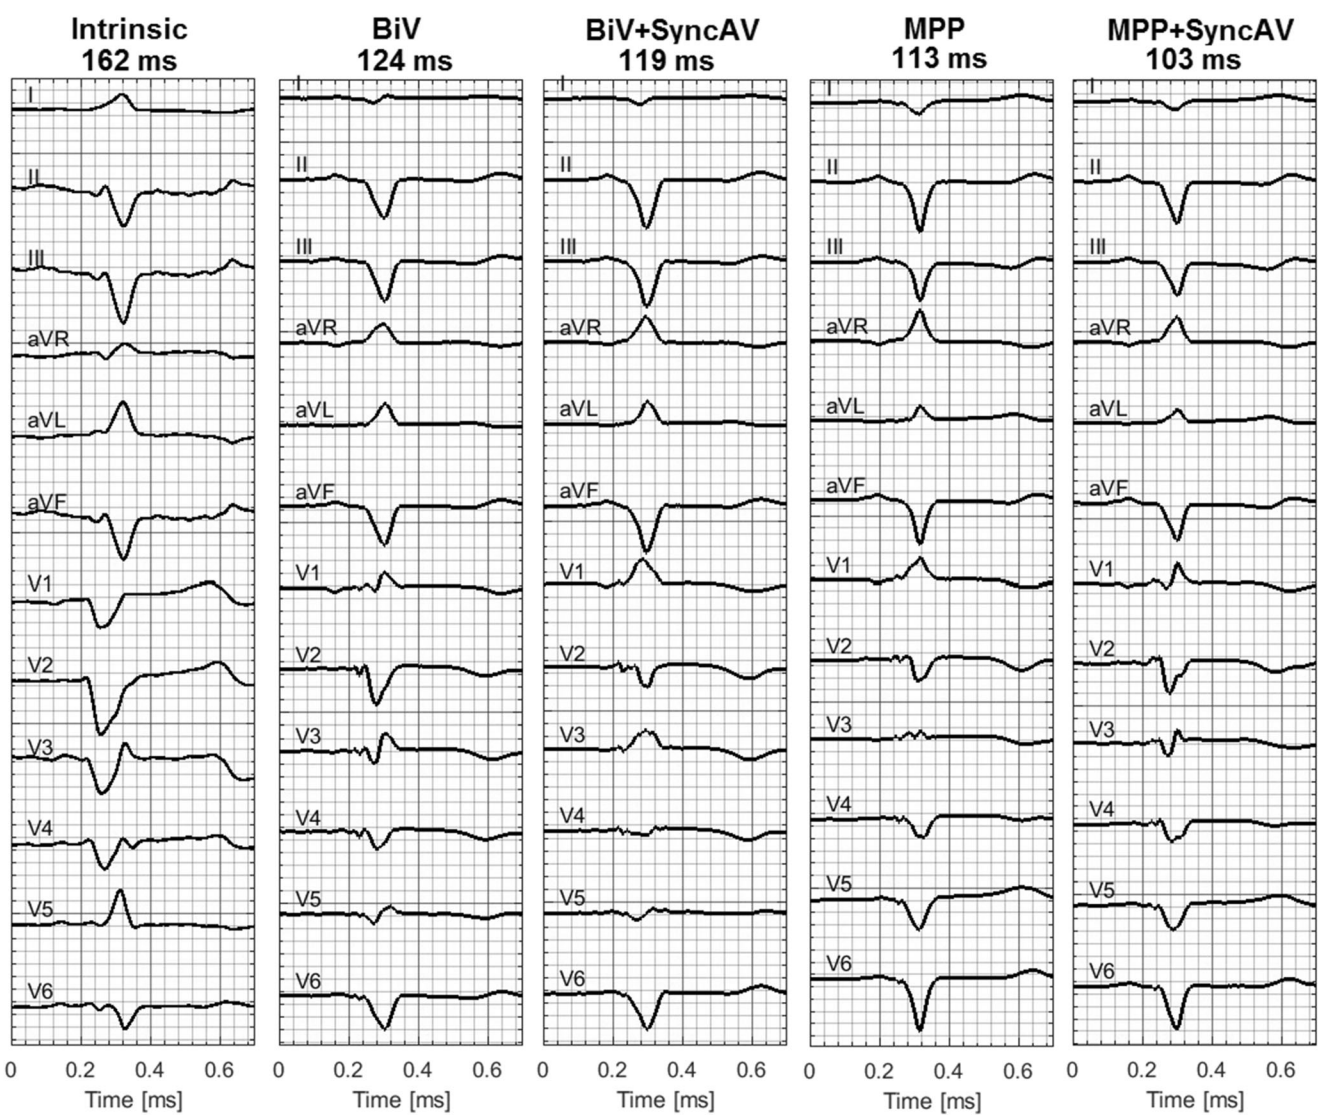 Intrinsic
162 ms
BiV
124 ms
BiV+SyncAV
119 ms
MPP
113 ms
MPP+SyncAV
103 ms
I
II
III
aVR
aVL
aVF
V1
V2
V3
V4
V5
V6
0 0.2 0.4 0.6
Time [ms]
I
II
III
aVR
aVL
aVF
V1
V2
V3
V4
V5
V6
0 0.2 0.4 0.6
Time [ms]
I
II
III
aVR
aVL
aVF
V1
V2
V3
V4
V5
V6
0 0.2 0.4 0.6
Time [ms]
I
II
III
aVR
aVL
aVF
V1
V2
V3
V4
V5
V6
0 0.2 0.4 0.6
Time [ms]
I
II
III
aVR
aVL
aVF
V1
V2
V3
V4
V5
V6
0 0.2 0.4 0.6
Time [ms]